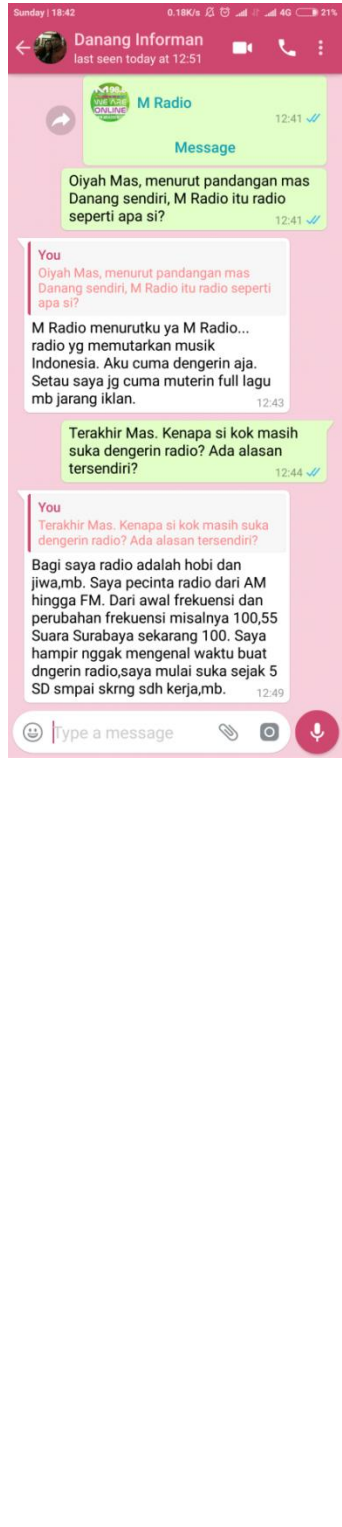 Sunday | 18:42 0.18K/s 4G 21%
Danang Informan
last seen today at 12:51
M Radio
WE ARE
ONLINE
12:41
Message
Oiyah Mas, menurut pandangan mas
Danang sendiri, M Radio itu radio
seperti apa si?
12:41
You
Oiyah Mas, menurut pandangan mas
Danang sendiri, M Radio itu radio seperti
apa si?
M Radio menurutku ya M Radio...
radio yg memutarkan musik
Indonesia. Aku cuma dengerin aja.
Setau saya jg cuma muterin full lagu
mb jarang iklan.
12:43
Terakhir Mas. Kenapa si kok masih
suka dengerin radio? Ada alasan
tersendiri?
12:44
You
Terakhir Mas. Kenapa si kok masih suka
dengerin radio? Ada alasan tersendiri?
Bagi saya radio adalah hobi dan
jiwa,mb. Saya pecinta radio dari AM
hingga FM. Dari awal frekuensi dan
perubahan frekuensi misalnya 100,55
Suara Surabaya sekarang 100. Saya
hampir nggak mengenal waktu buat
dngerin radio,saya mulai suka sejak 5
SD smpai skrng sdh kerja,mb.
12:49
Type a message